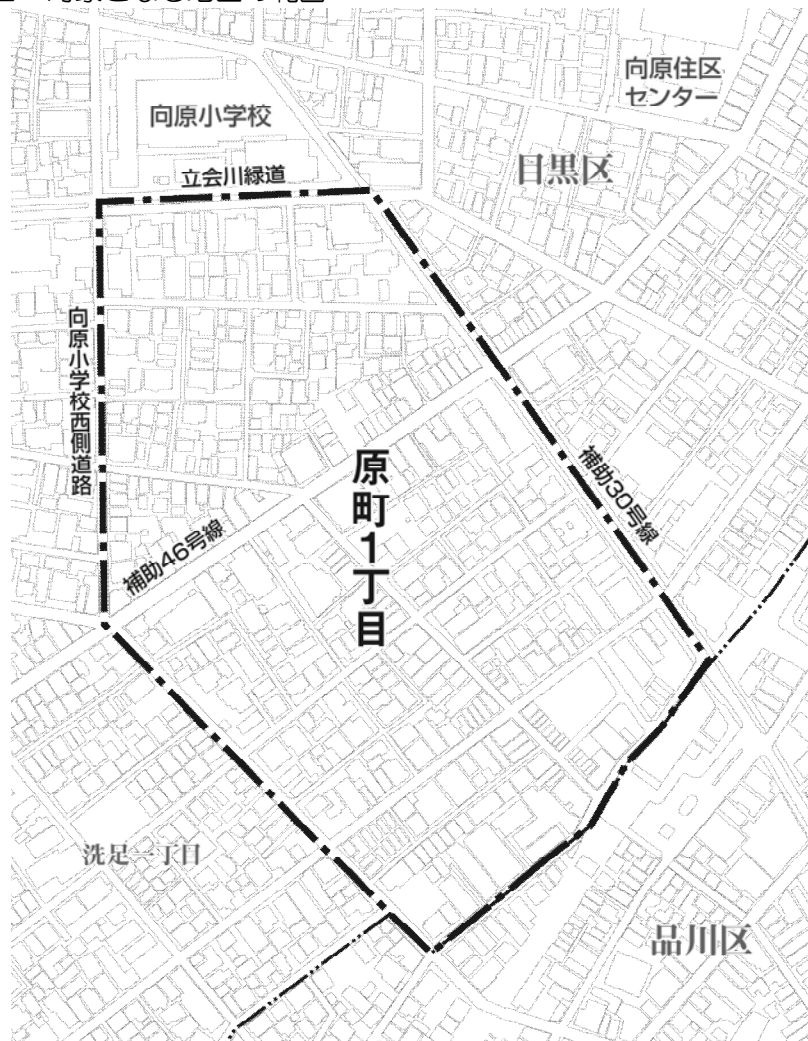 向原住区
センター
向原小学校
目黒区
立会川緑道
向原小学校西側道路
原町1丁目
補助30号線
補助46号線
洗足一丁目
品川区